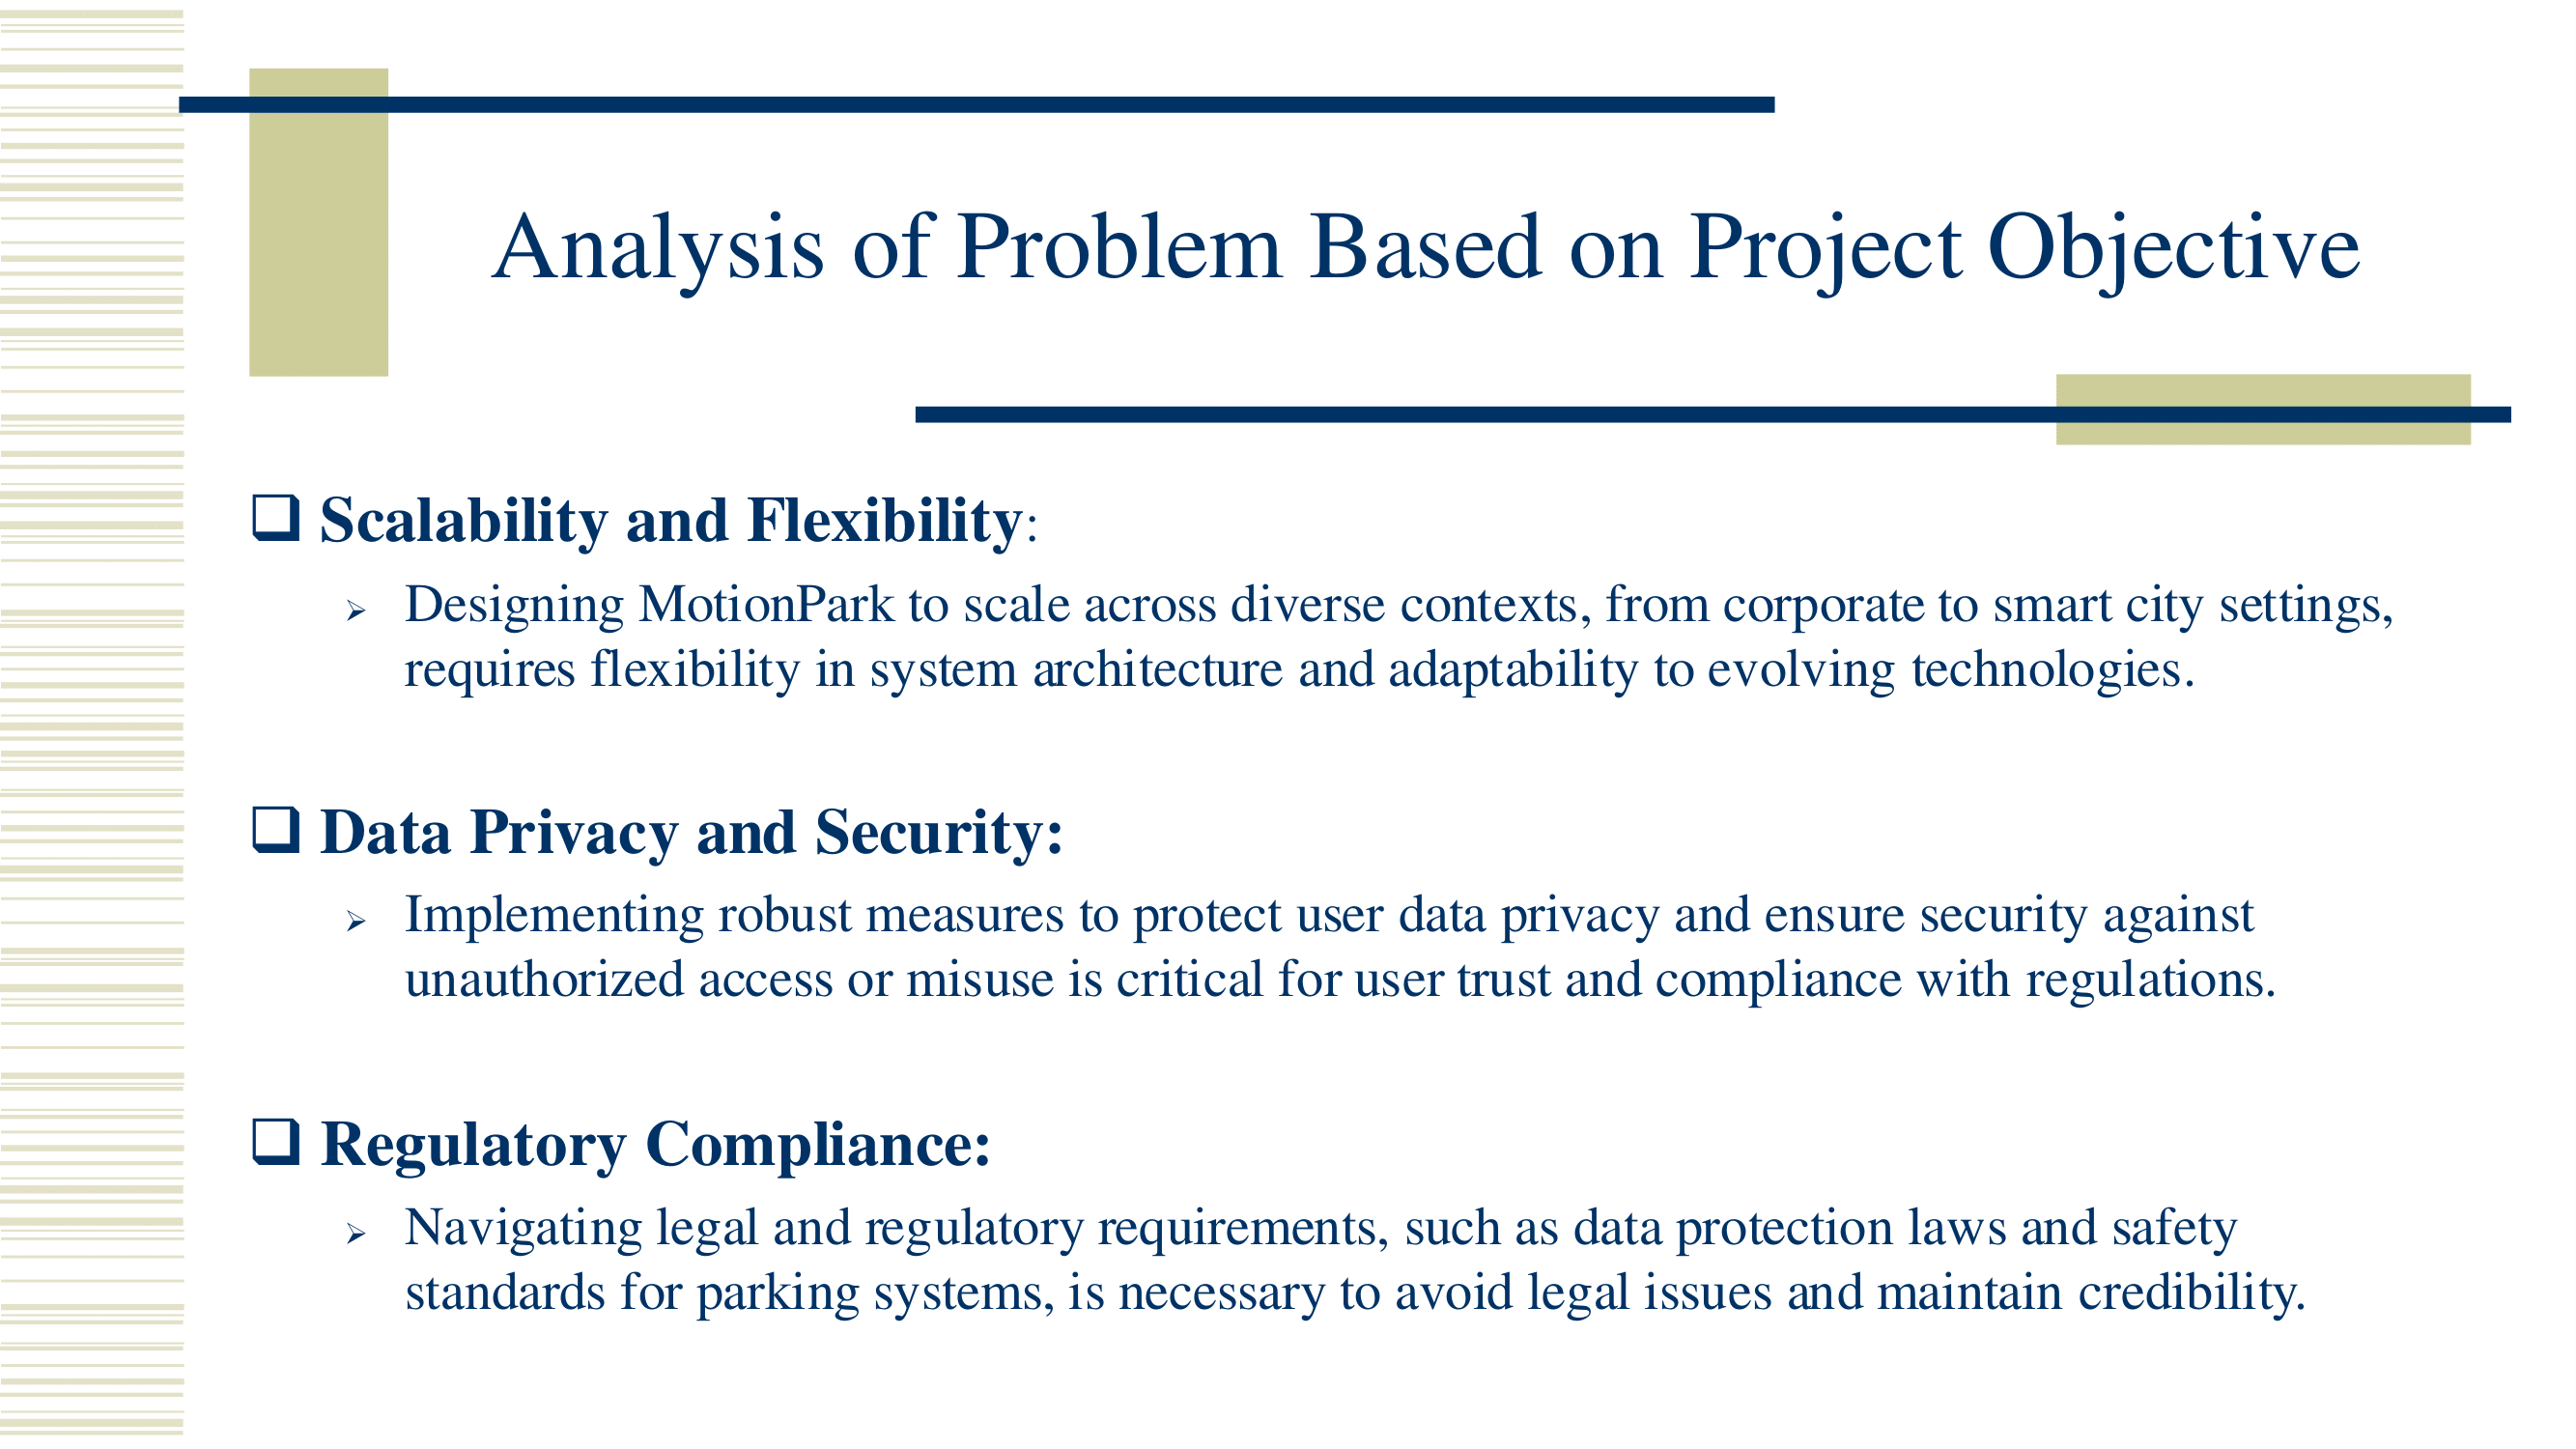 Analysis of Problem Based on Project Objective
❑ Scalability and Flexibility:
➢ Designing MotionPark to scale across diverse contexts, from corporate to smart city settings,
requires flexibility in system architecture and adaptability to evolving technologies.
❑ Data Privacy and Security:
➢ Implementing robust measures to protect user data privacy and ensure security against
unauthorized access or misuse is critical for user trust and compliance with regulations.
❑ Regulatory Compliance:
➢ Navigating legal and regulatory requirements, such as data protection laws and safety
standards for parking systems, is necessary to avoid legal issues and maintain credibility.